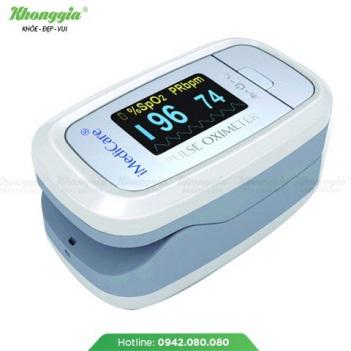 Khonggia®
KHỎE - ĐẸP - VUI
%SpO2 PRbpm
96 74
iMediCare®
PULSE OXIMETER
Hotline: 0942.080.080